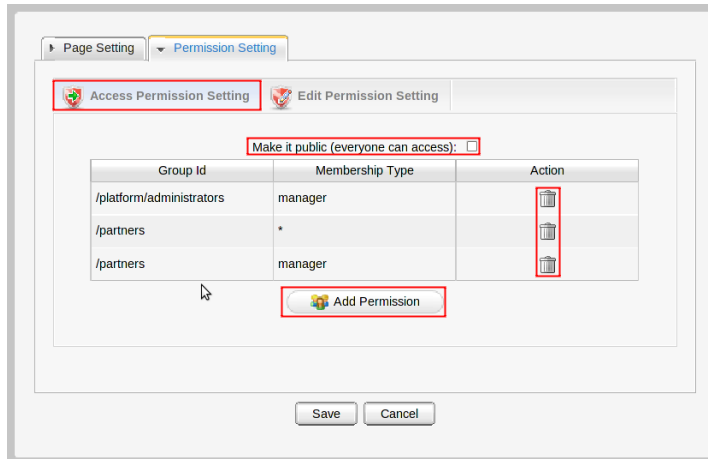 Page Setting Permission Setting
Access Permission Setting Edit Permission Setting
Make it public (everyone can access):
Group Id Membership Type Action
/platform/administrators manager
/partners *
/partners manager
Add Permission
Save Cancel